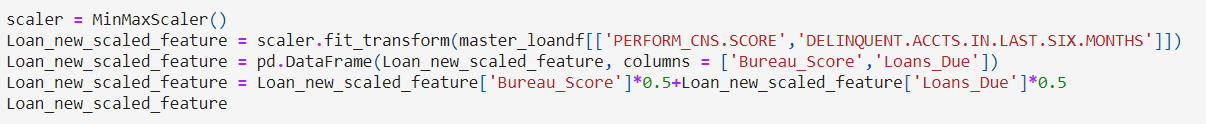 scaler = MinMaxScaler()
Loan_new_scaled_feature = scaler.fit_transform(master_loandf[['PERFORM_CNS.SCORE','DELINQUENT.ACCTS.IN.LAST.SIX.MONTHS']])
Loan_new_scaled_feature = pd.DataFrame(Loan_new_scaled_feature, columns = ['Bureau_Score','Loans_Due'])
Loan_new_scaled_feature = Loan_new_scaled_feature['Bureau_Score']*0.5+Loan_new_scaled_feature['Loans_Due']*0.5
Loan_new_scaled_feature